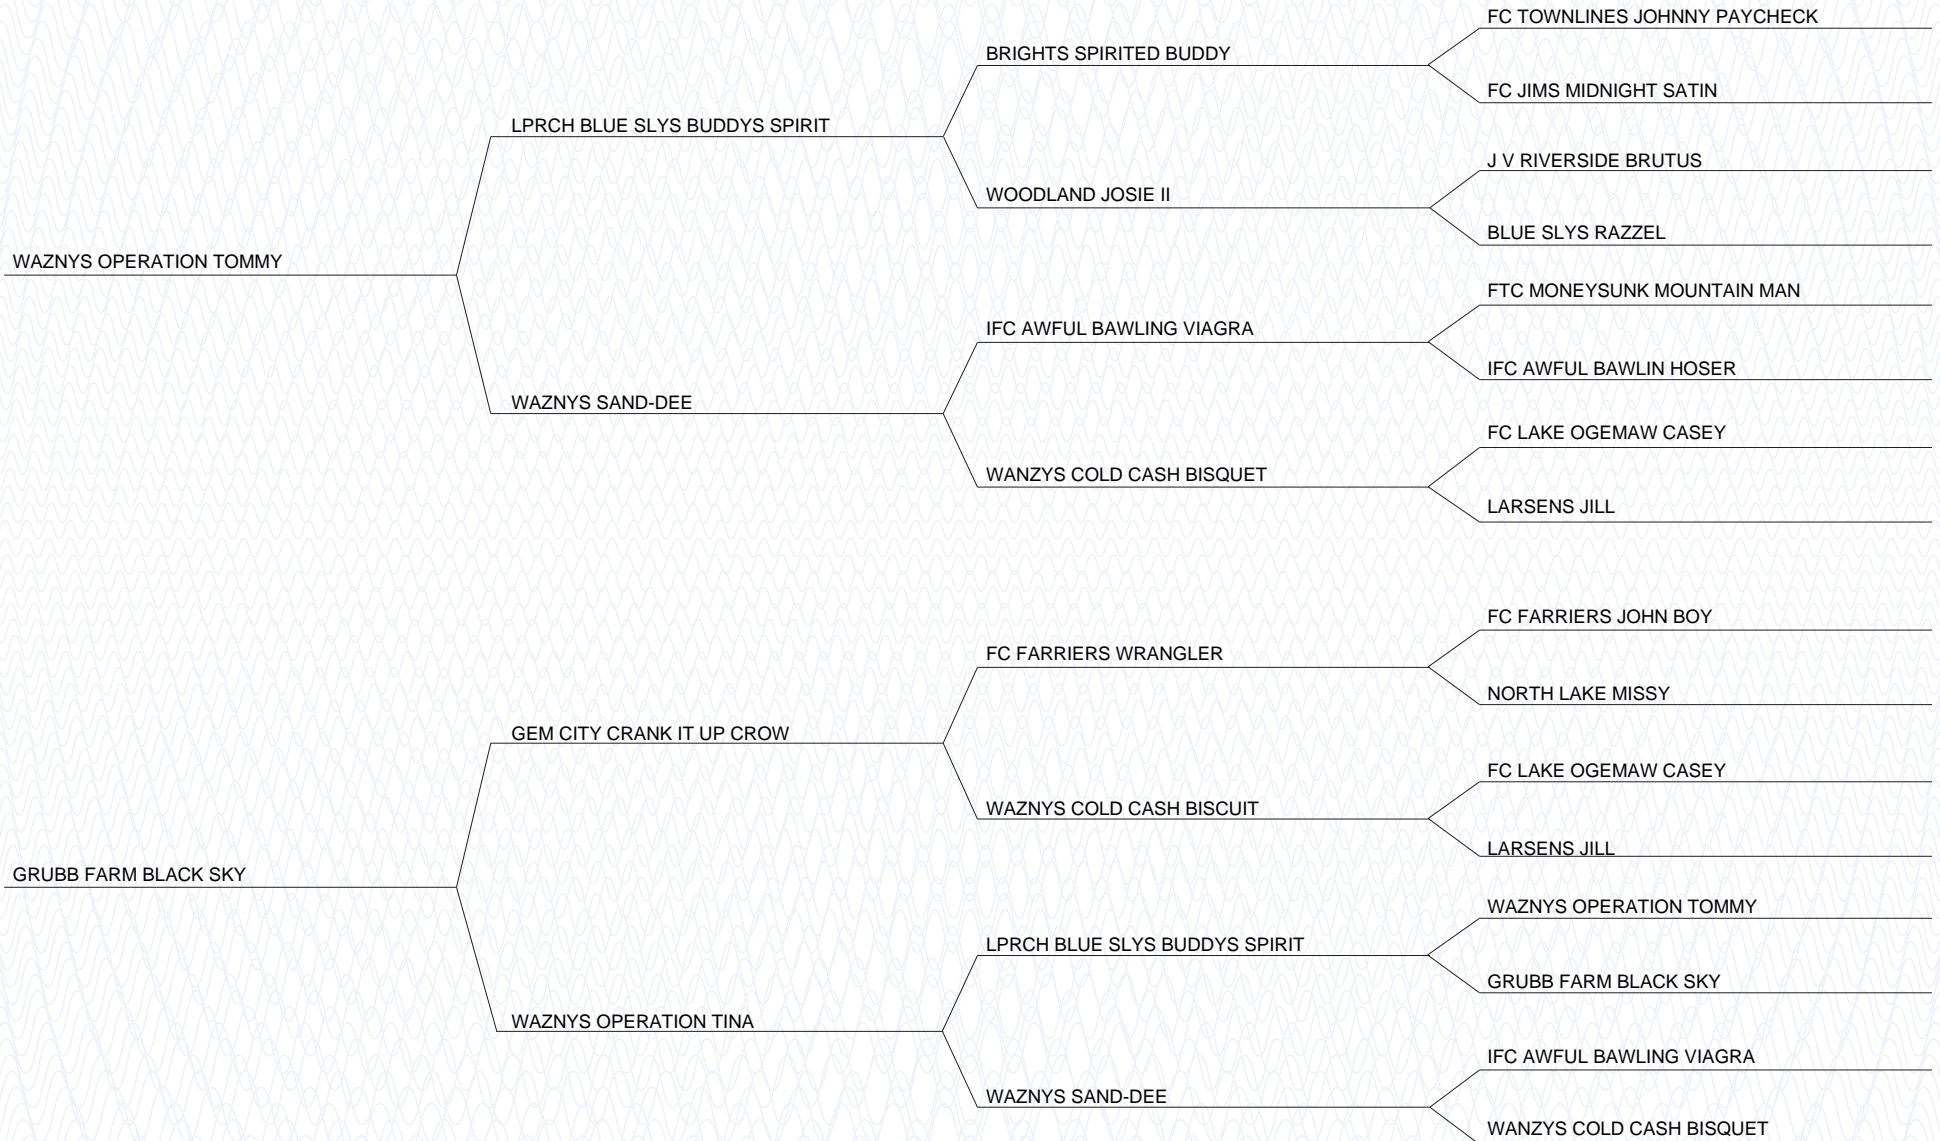 FC TOWNLINES JOHNNY PAYCHECK
BRIGHTS SPIRITED BUDDY
FC JIMS MIDNIGHT SATIN
LPRCH BLUE SLYS BUDDYS SPIRIT
J V RIVERSIDE BRUTUS
WOODLAND JOSIE II
BLUE SLYS RAZZEL
WAZNYS OPERATION TOMMY
FTC MONEYSUNK MOUNTAIN MAN
IFC AWFUL BAWLING VIAGRA
IFC AWFUL BAWLIN HOSER
WAZNYS SAND-DEE
FC LAKE OGEMAW CASEY
WANZYS COLD CASH BISQUET
LARSENS JILL
FC FARRIERS JOHN BOY
FC FARRIERS WRANGLER
NORTH LAKE MISSY
GEM CITY CRANK IT UP CROW
FC LAKE OGEMAW CASEY
WAZNYS COLD CASH BISCUIT
LARSENS JILL
GRUBB FARM BLACK SKY
WAZNYS OPERATION TOMMY
LPRCH BLUE SLYS BUDDYS SPIRIT
GRUBB FARM BLACK SKY
WAZNYS OPERATION TINA
IFC AWFUL BAWLING VIAGRA
WAZNYS SAND-DEE
WANZYS COLD CASH BISQUET